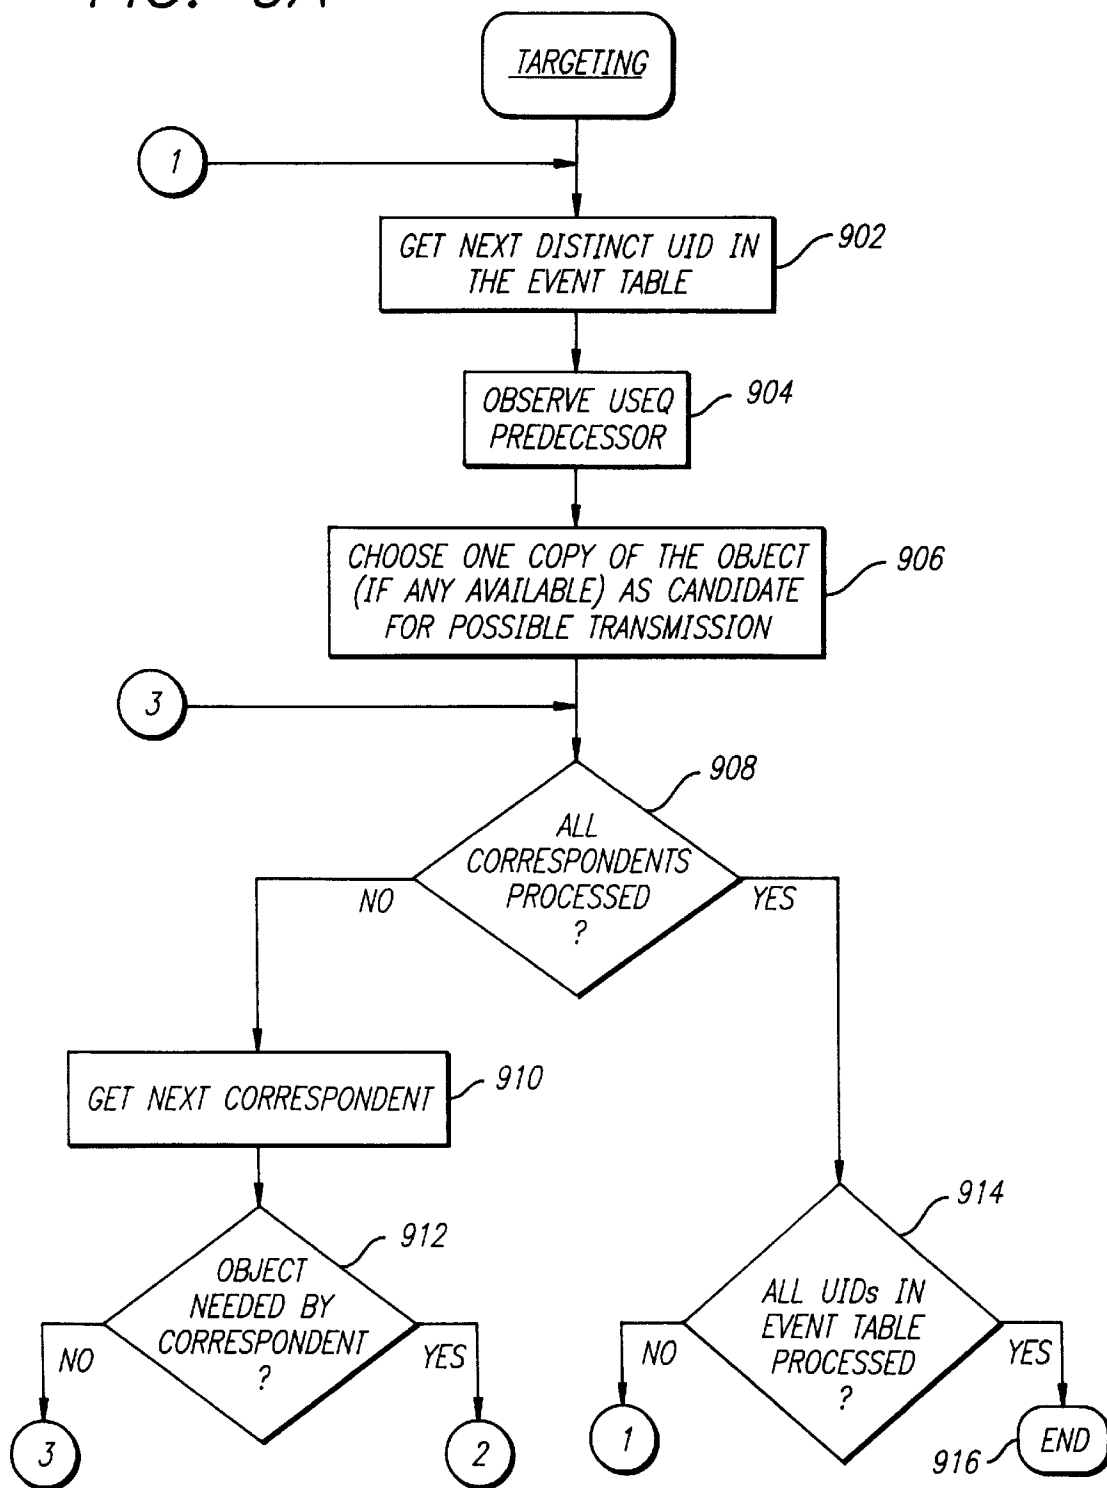 TARGETING
1
GET NEXT DISTINCT UID IN
THE EVENT TABLE
902
OBSERVE USEQ
PREDECESSOR
904
CHOOSE ONE COPY OF THE OBJECT
(IF ANY AVAILABLE) AS CANDIDATE
FOR POSSIBLE TRANSMISSION
906
3
908
ALL
CORRESPONDENTS
PROCESSED
?
NO
YES
GET NEXT CORRESPONDENT
910
912
OBJECT
NEEDED BY
CORRESPONDENT
?
NO
YES
3
2
914
ALL UIDs IN
EVENT TABLE
PROCESSED
?
NO
YES
1
END
916